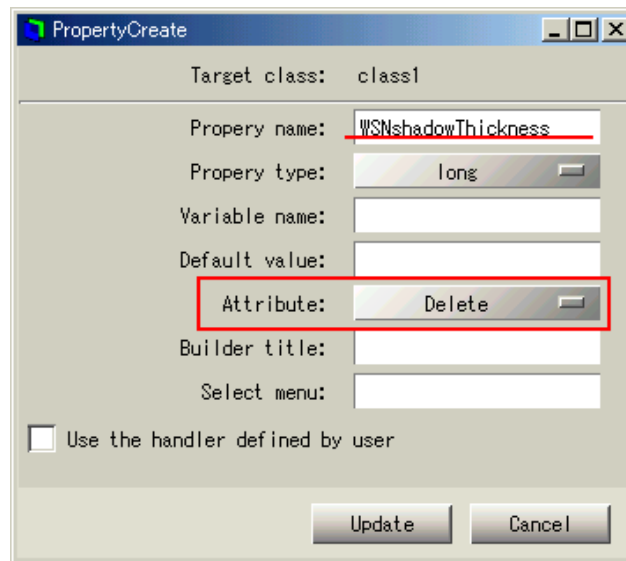 PropertyCreate
Target class: class1
Propery name: WSNshadowThickness
Propery type: long
Variable name:
Default value:
Attribute: Delete
Builder title:
Select menu:
Use the handler defined by user
Update Cancel